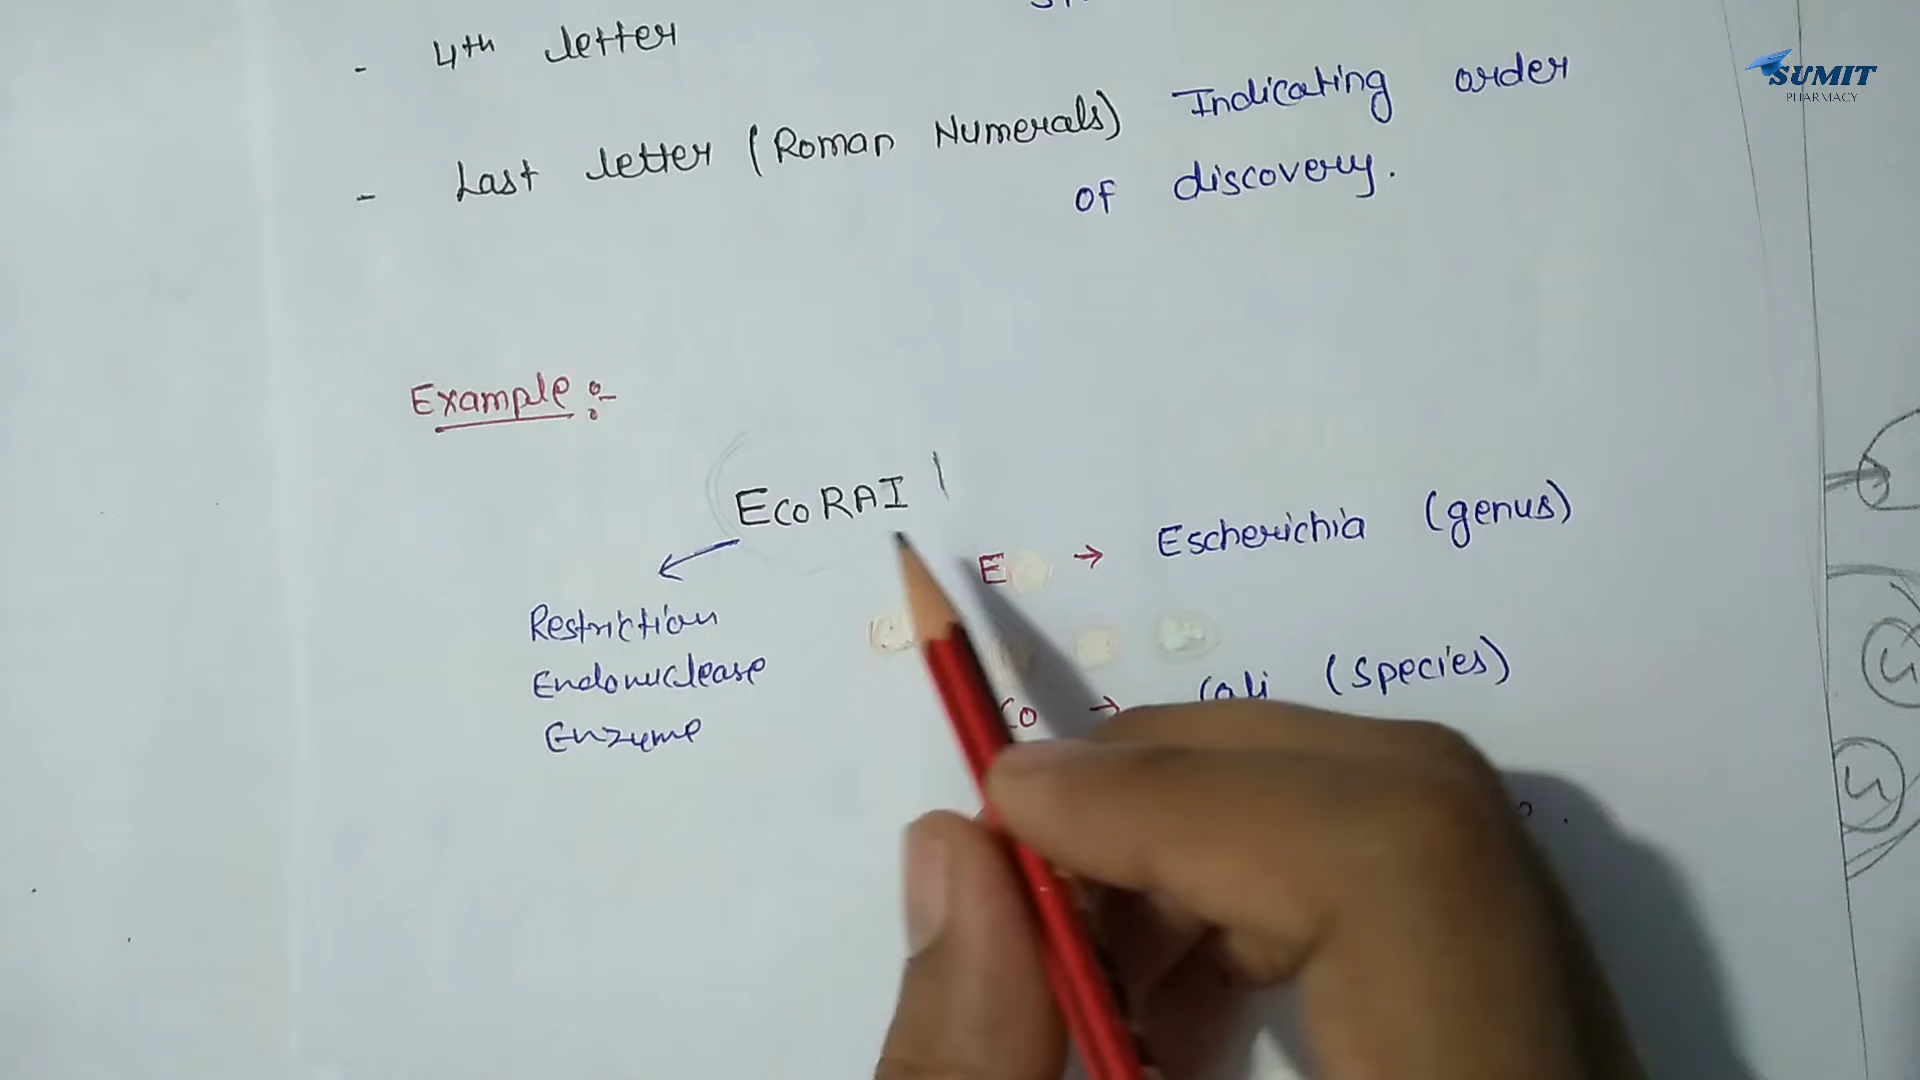 - 4th letter
- Last letter (Roman Numerals) Indicating order
of discovery.
SUMIT
PHARMACY
Example :-
EcoRAI
E → Escherichia (genus)
Restriction
Endonuclease
Enzyme
Co → Coli (species)